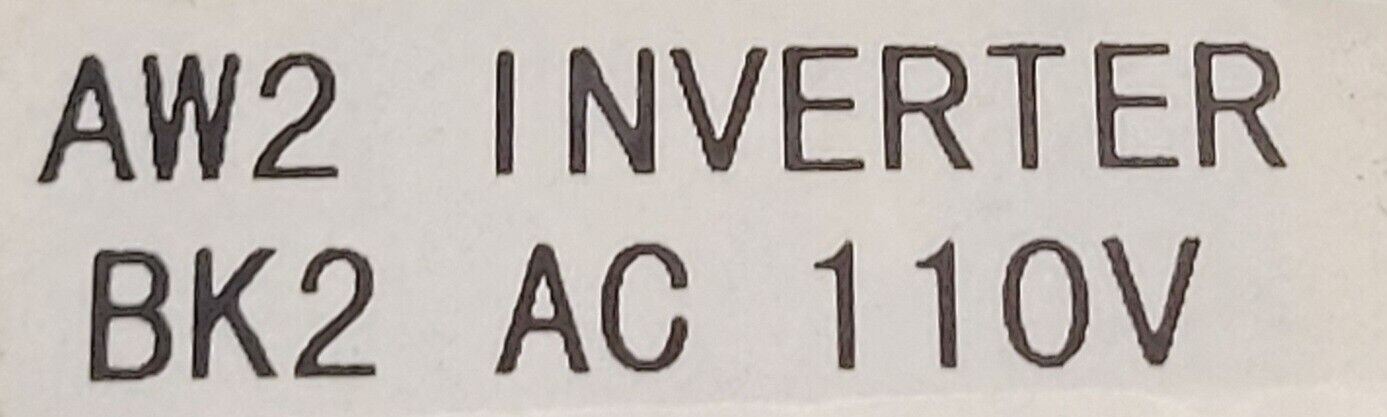 AW2 INVERTER
BK2 AC 110V